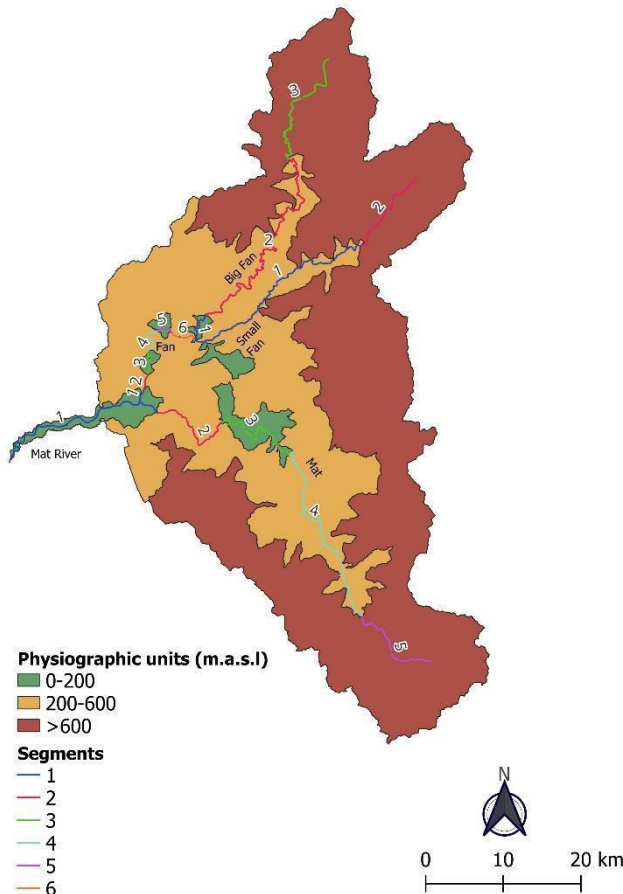 3
2
2
Big Fan
1
Small
Fan
5
6
1
4
Fan
3
2
1
1
Mat River
2
3
Mat
4
5
Physiographic units (m.a.s.l)
0-200
200-600
>600
Segments
1
2
3
4
5
6
N
0 10 20 km